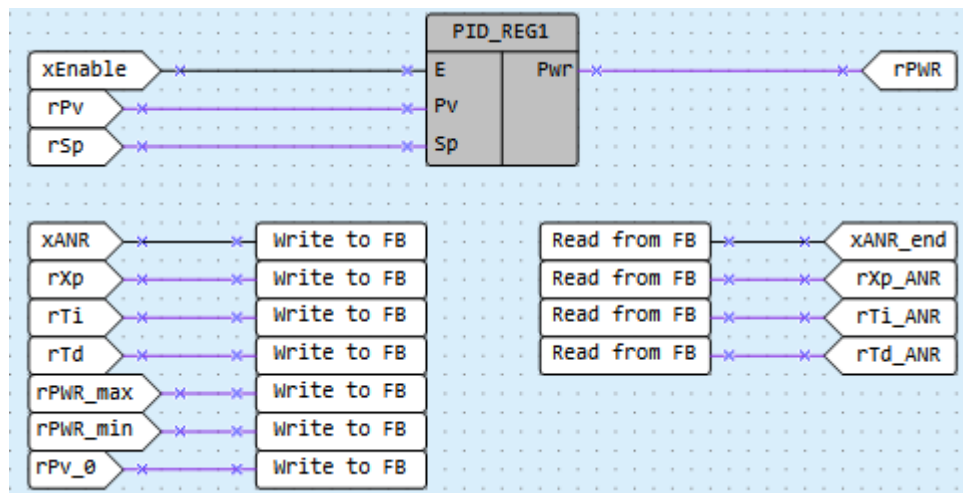 PID_REG1
xEnable E Pwr rPWR
rPv Pv
rSp Sp
xANR Write to FB Read from FB xANR_end
rXp Write to FB Read from FB rXp_ANR
rTi Write to FB Read from FB rTi_ANR
rTd Write to FB Read from FB rTd_ANR
rPWR_max Write to FB
rPWR_min Write to FB
rPv_0 Write to FB